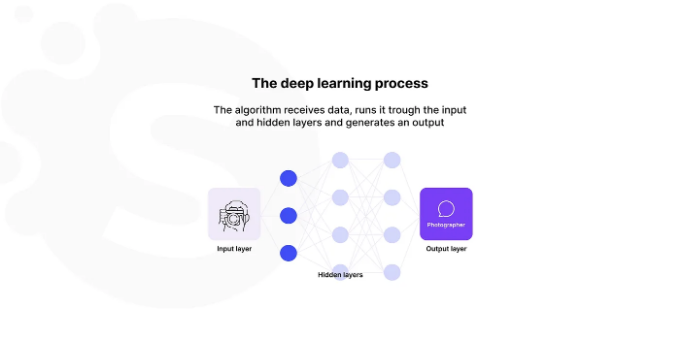 The deep learning process
The algorithm receives data, runs it trough the input
and hidden layers and generates an output
Photographer
Input layer
Output layer
Hidden layers